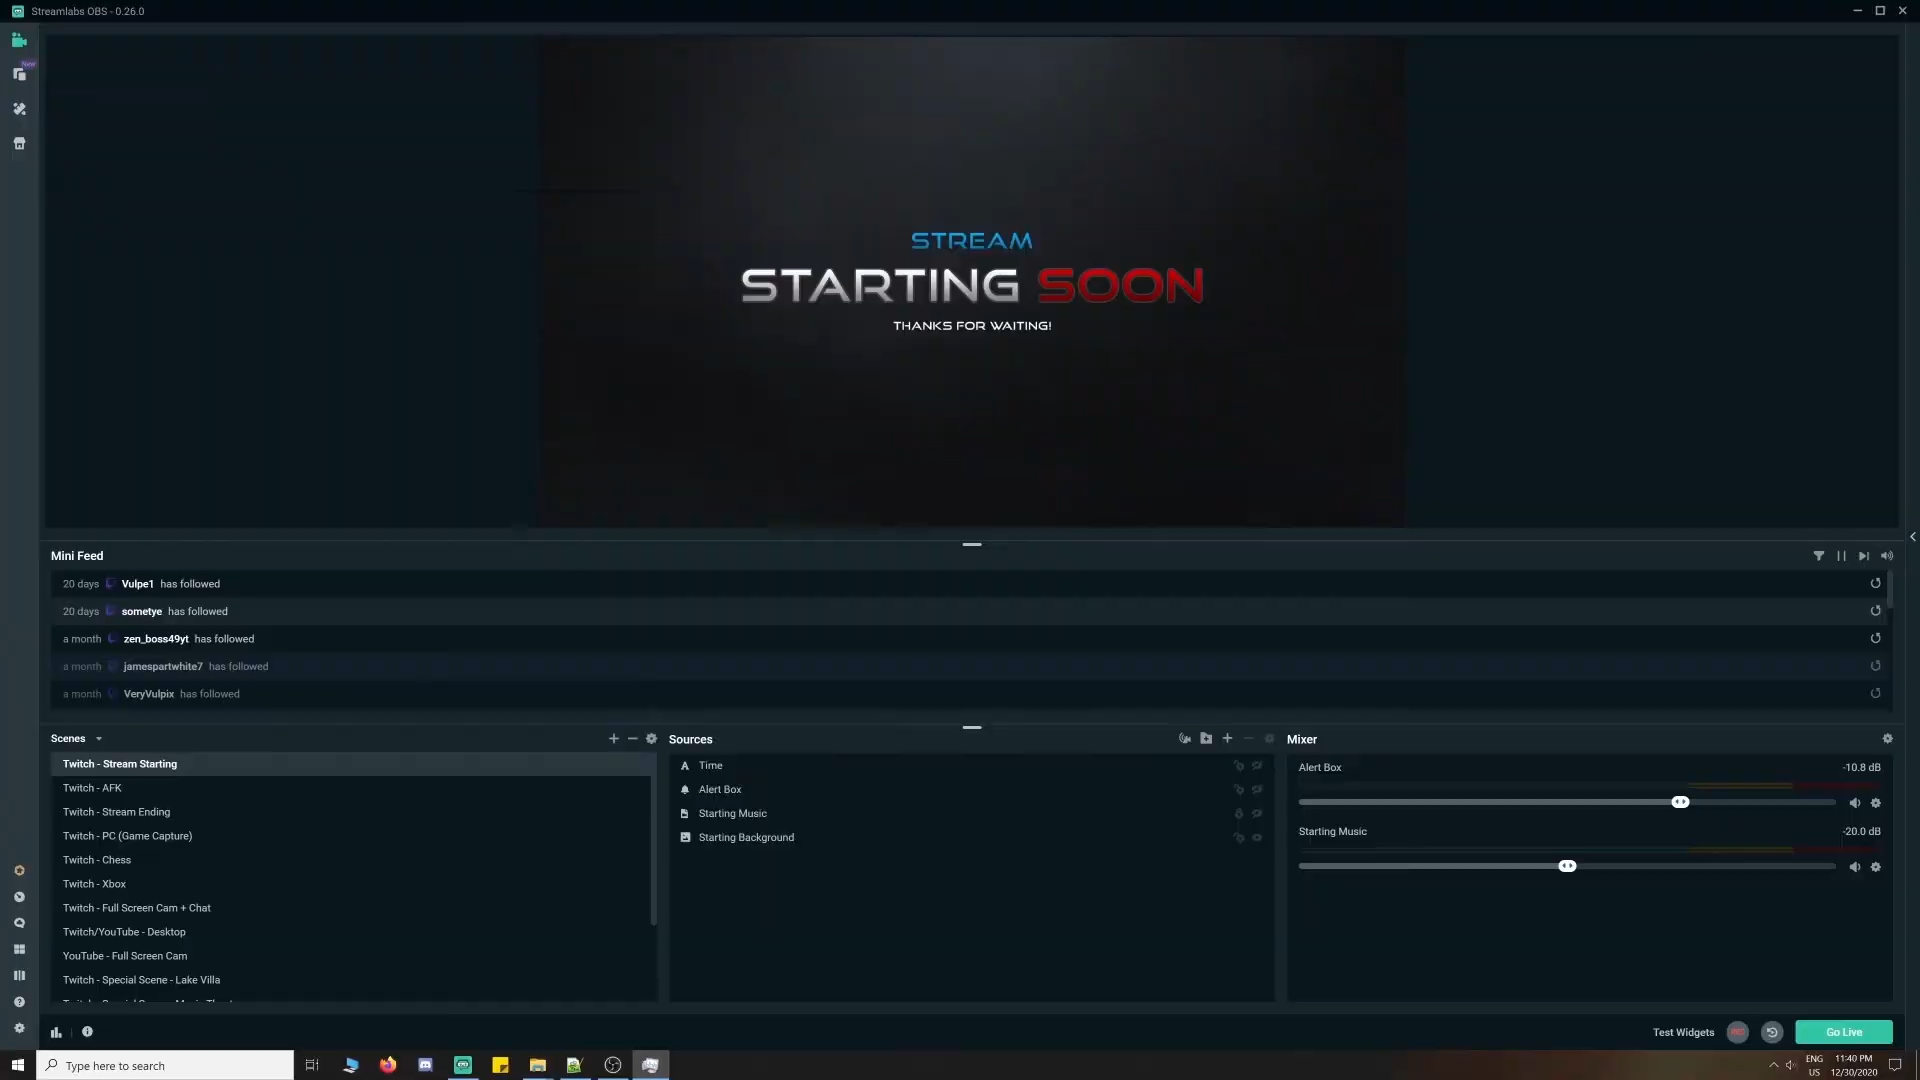 Streamlabs OBS - 0.26.0
New
STREAM
STARTING SOON
THANKS FOR WAITING!
Mini Feed
20 days Vulpe1 has followed
20 days sometye has followed
a month zen_boss49yt has followed
a month jamespartwhite7 has followed
a month VeryVulpix has followed
Scenes
Twitch - Stream Starting
Twitch - AFK
Twitch - Stream Ending
Twitch - PC (Game Capture)
Twitch - Chess
Twitch - Xbox
Twitch - Full Screen Cam + Chat
Twitch/YouTube - Desktop
YouTube - Full Screen Cam
Twitch - Special Scene - Lake Villa
Sources
Time
Alert Box
Starting Music
Starting Background
Mixer
Alert Box -10.8 dB
Starting Music -20.0 dB
Test Widgets
REC
Go Live
Type here to search
ENG
US
11:40 PM
12/30/2020